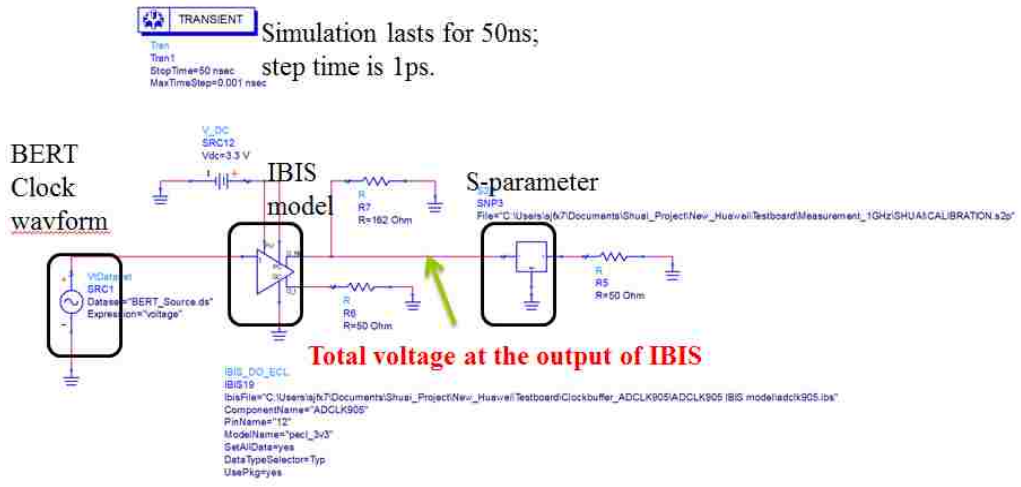 TRANSIENT
Tran
Tran1
StopTime=50 nsec
MaxTimeStep=0.001 nsec
Simulation lasts for 50ns;
step time is 1ps.
BERT
Clock
wavform
V_DC
SRC12
Vdc=3.3 V
IBIS
model
R
R7
R=162 Ohm
S-parameter
SNP3
File="C:\Users\sjfx7\Documents\Shuai_Project\New_Huawei\Testboard\Measurement_1GHz\SHUAI\CALIBRATION.s2p"
VtDataset
SRC1
Dataset="BERT_Source.ds"
Expression="voltage"
R
R6
R=50 Ohm
R
R5
R=50 Ohm
Total voltage at the output of IBIS
IBIS_DO_ECL
IBIS19
IbisFile="C:\Users\sjfx7\Documents\Shuai_Project\New_Huawei\Testboard\Clockbuffer_ADCLK905\ADCLK905 IBIS model\adclk905.ibs"
ComponentName="ADCLK905"
PinName="12"
ModelName="pecl_3v3"
SetAllData=yes
DataTypeSelector=Typ
UsePkg=yes